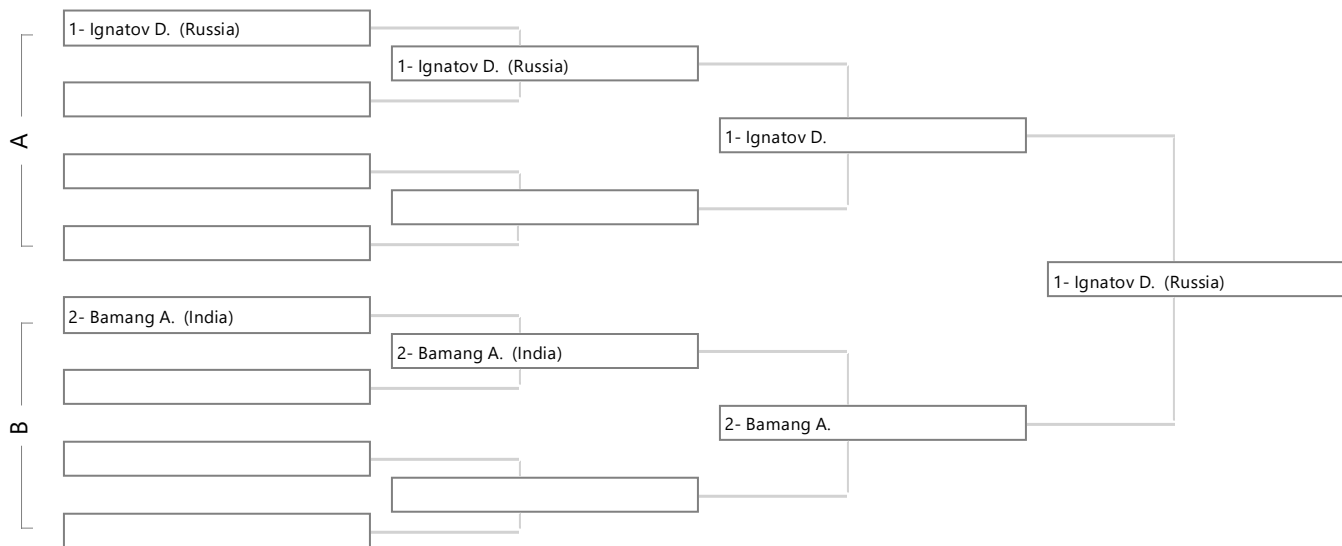 1- Ignatov D. (Russia)
1- Ignatov D. (Russia)
A
1- Ignatov D.
1- Ignatov D. (Russia)
2- Bamang A. (India)
2- Bamang A. (India)
B
2- Bamang A.